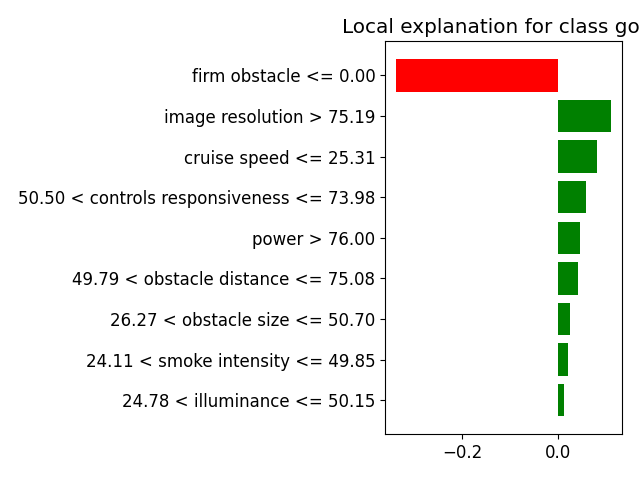 Local explanation for class go
firm obstacle <= 0.00
image resolution > 75.19
cruise speed <= 25.31
50.50 < controls responsiveness <= 73.98
power > 76.00
49.79 < obstacle distance <= 75.08
26.27 < obstacle size <= 50.70
24.11 < smoke intensity <= 49.85
24.78 < illuminance <= 50.15
−0.2 0.0